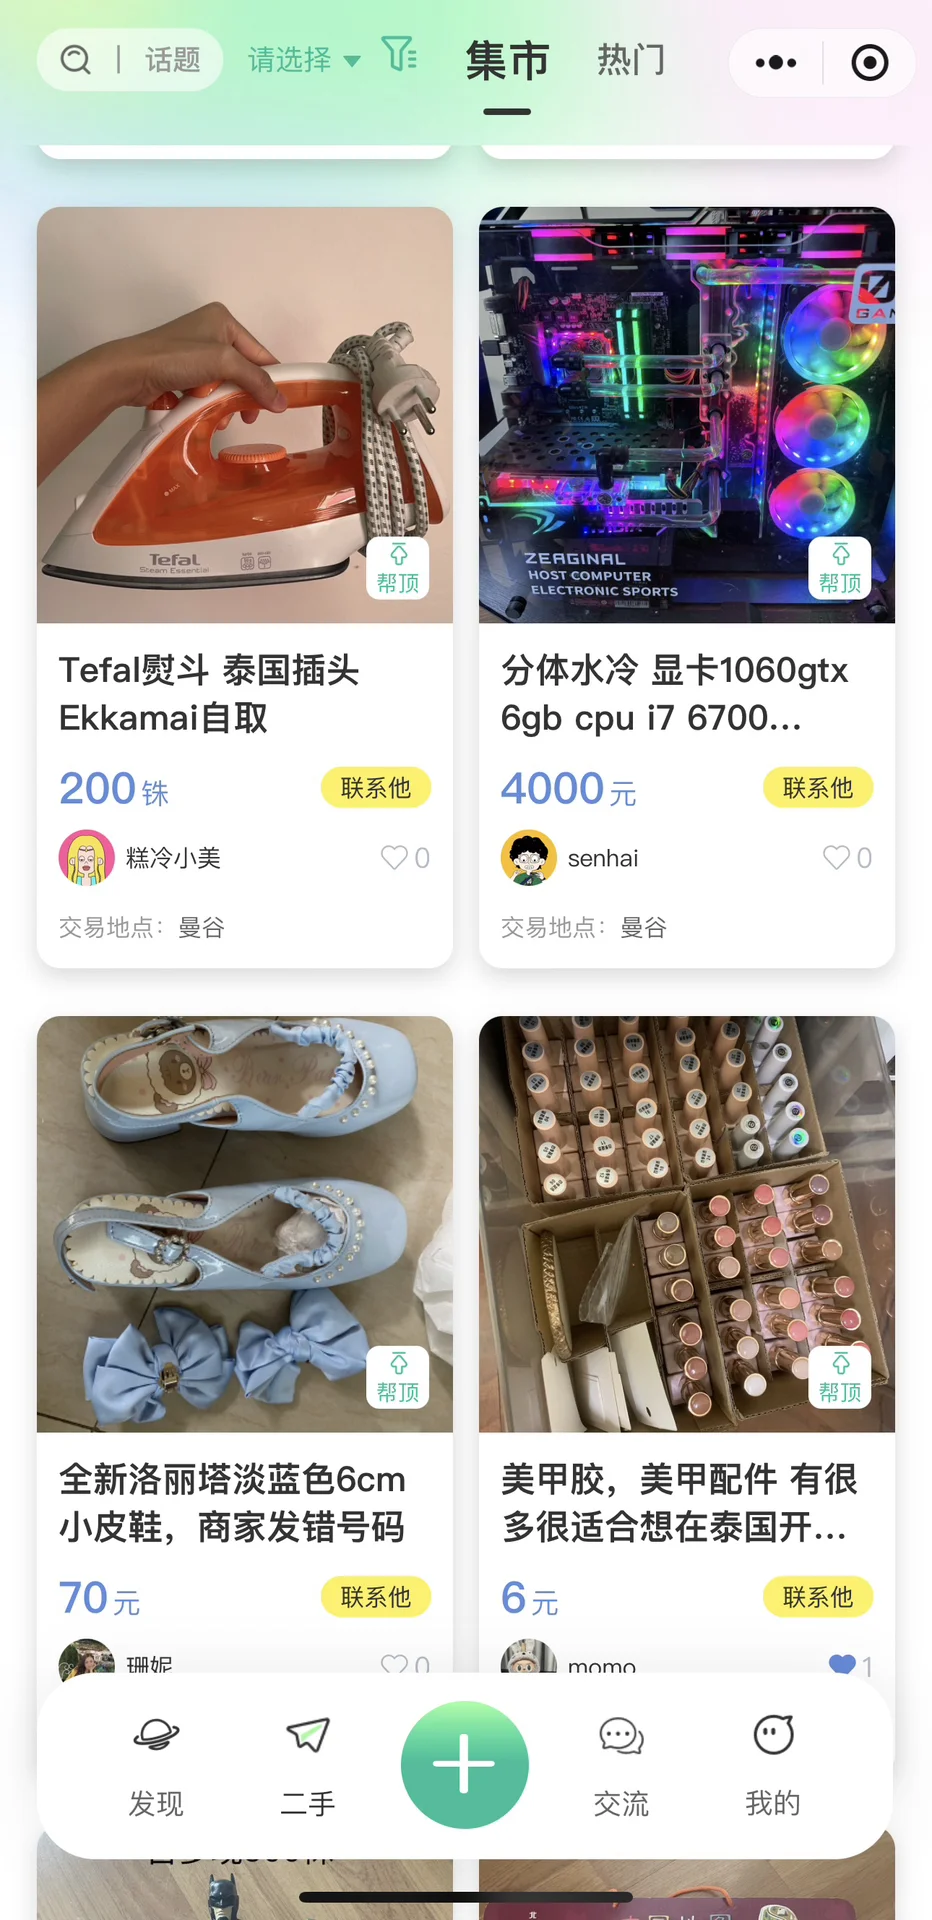 话题
请选择
集市
热门
Tefal
Steam Essential
帮顶
ZEAGINAL
HOST COMPUTER
ELECTRONIC SPORTS
帮顶
Tefal熨斗 泰国插头
Ekkamai自取
200 铢
联系他
糕冷小美
0
交易地点：曼谷
分体水冷 显卡1060gtx
6gb cpu i7 6700...
4000 元
联系他
senhai
0
交易地点：曼谷
帮顶
帮顶
全新洛丽塔淡蓝色6cm
小皮鞋，商家发错号码
70 元
联系他
珊妮
0
美甲胶，美甲配件 有很
多很适合想在泰国开...
6 元
联系他
momo
1
发现
二手
交流
我的